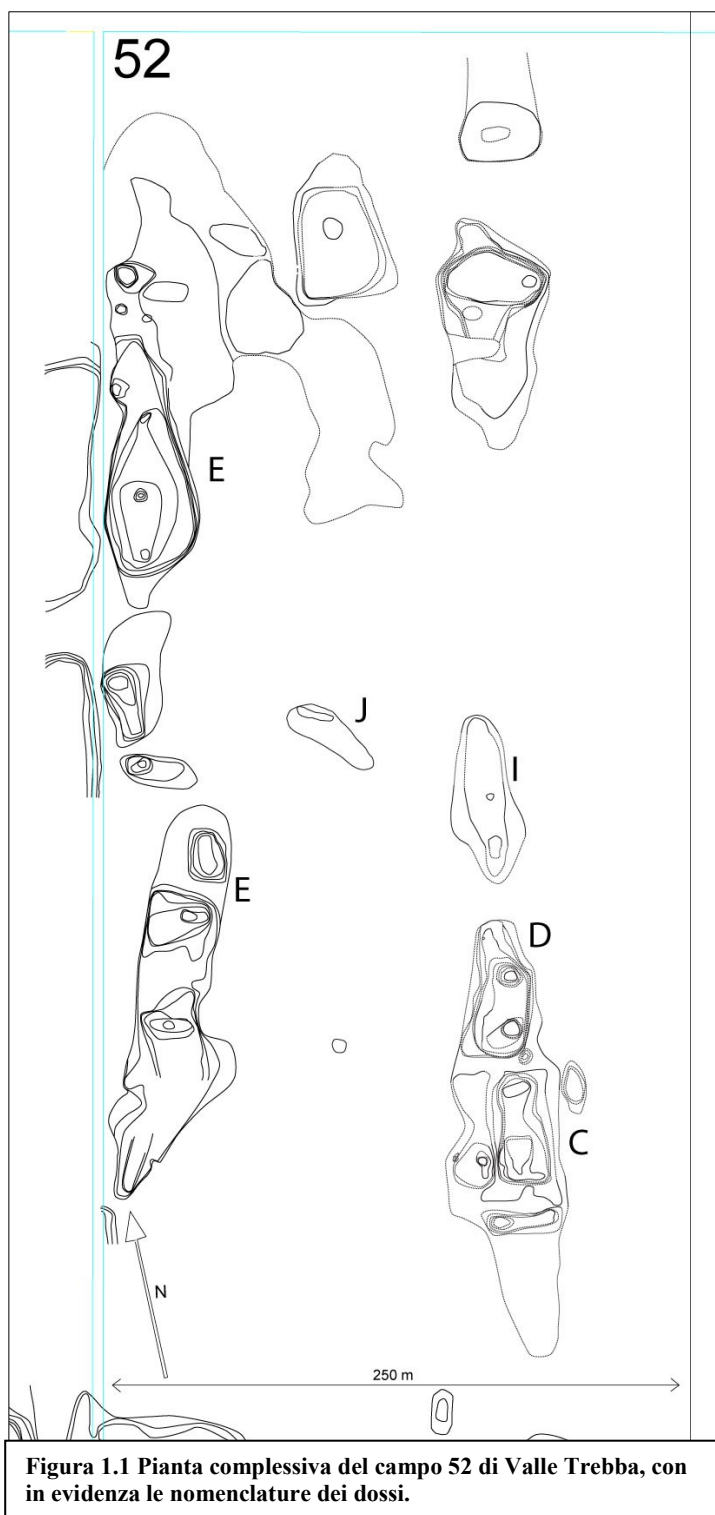 52
E
J
I
E
D
C
N
250 m
Figura 1.1 Pianta complessiva del campo 52 di Valle Trebba, con
in evidenza le nomenclature dei dossi.